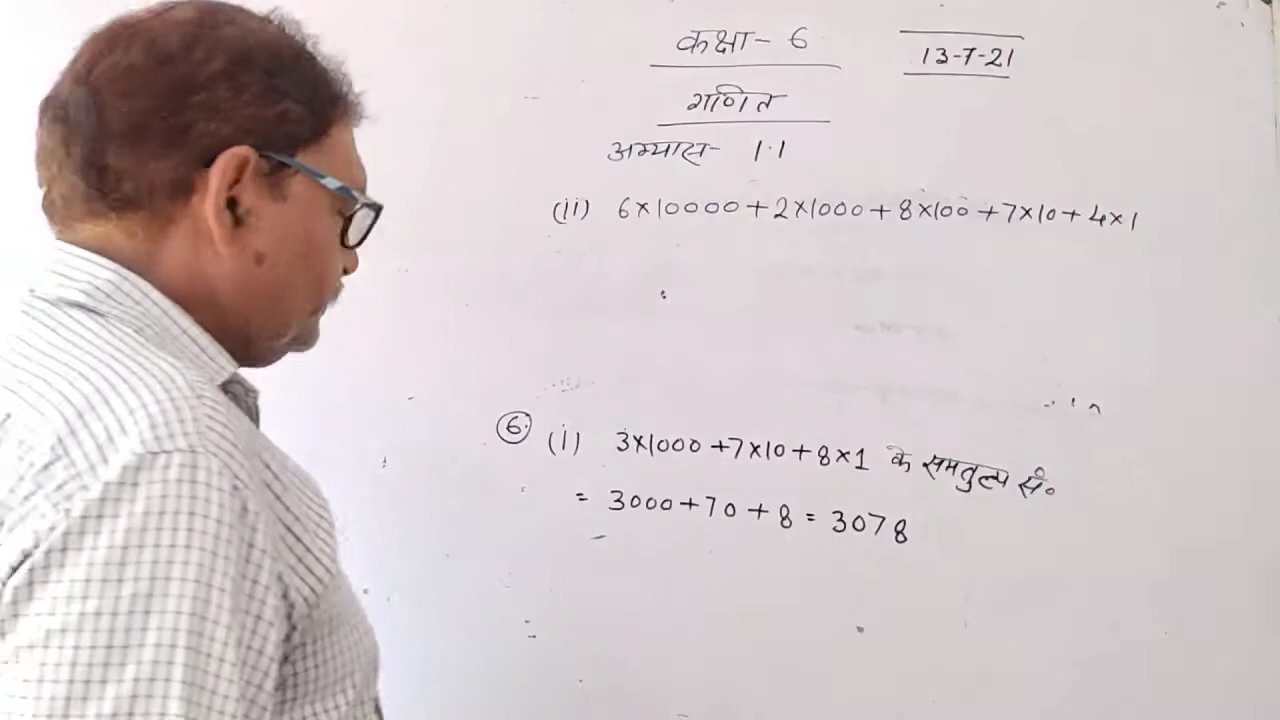 कक्षा- 6
13-7-21
गणित
अभ्यास- 1.1
(ii) 6×10000+2×1000+8×100+7×10+4×1
6. (i) 3×1000+7×10+8×1 के समतुल्य सं०
= 3000+70+8=3078